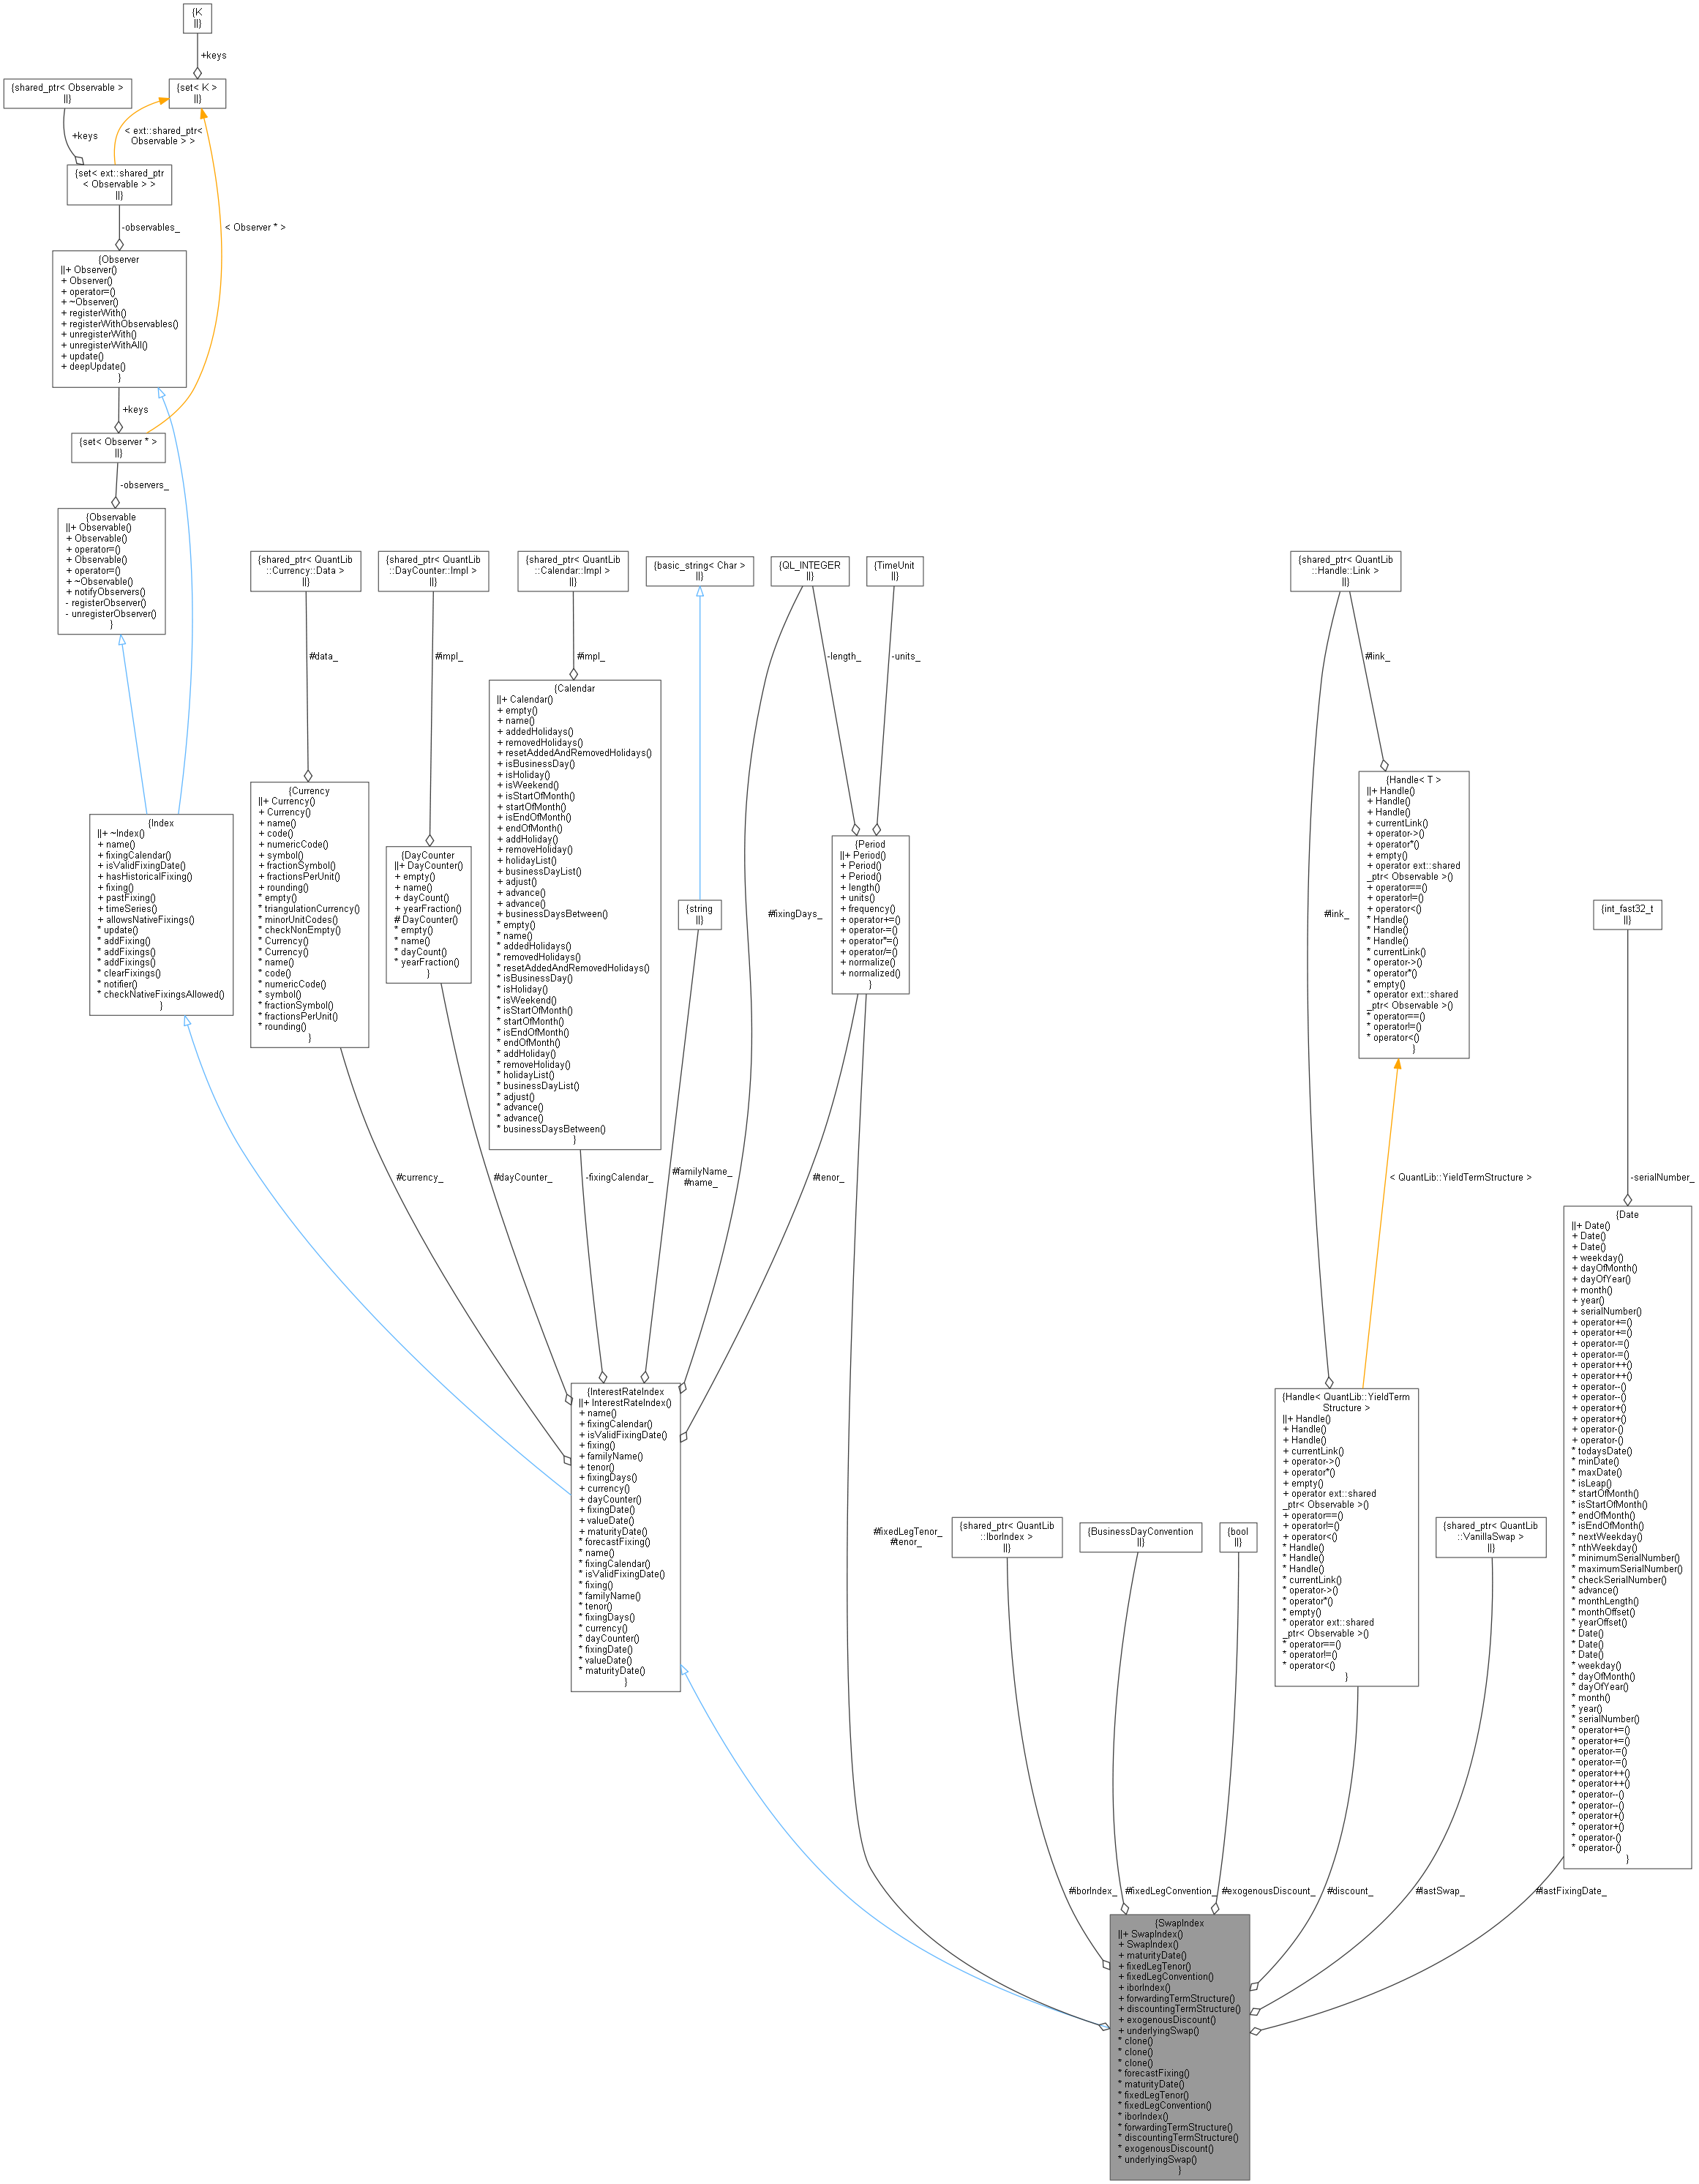 {K
||}
+keys
{shared_ptr< Observable >
||}
{set< K >
||}
+keys
< ext::shared_ptr<
Observable > >
{set< ext::shared_ptr
< Observable > >
||}
-observables_
< Observer * >
{Observer
||+ Observer()
+ Observer()
+ operator=()
+ ~Observer()
+ registerWith()
+ registerWithObservables()
+ unregisterWith()
+ unregisterWithAll()
+ update()
+ deepUpdate()
}
+keys
{set< Observer * >
||}
-observers_
{Observable
||+ Observable()
+ Observable()
+ operator=()
+ Observable()
+ operator=()
+ ~Observable()
+ notifyObservers()
- registerObserver()
- unregisterObserver()
}
{shared_ptr< QuantLib
::Currency::Data >
||}
{shared_ptr< QuantLib
::DayCounter::Impl >
||}
{shared_ptr< QuantLib
::Calendar::Impl >
||}
{basic_string< Char >
||}
{QL_INTEGER
||}
{TimeUnit
||}
{shared_ptr< QuantLib
::Handle::Link >
||}
#data_
#impl_
#impl_
-length_
-units_
#link_
{Calendar
||+ Calendar()
+ empty()
+ name()
+ addedHolidays()
+ removedHolidays()
+ resetAddedAndRemovedHolidays()
+ isBusinessDay()
+ isHoliday()
+ isWeekend()
+ isStartOfMonth()
+ startOfMonth()
+ isEndOfMonth()
+ endOfMonth()
+ addHoliday()
+ removeHoliday()
+ holidayList()
+ businessDayList()
+ adjust()
+ advance()
+ advance()
+ businessDaysBetween()
* empty()
* name()
* addedHolidays()
* removedHolidays()
* resetAddedAndRemovedHolidays()
* isBusinessDay()
* isHoliday()
* isWeekend()
* isStartOfMonth()
* startOfMonth()
* isEndOfMonth()
* endOfMonth()
* addHoliday()
* removeHoliday()
* holidayList()
* businessDayList()
* adjust()
* advance()
* advance()
* businessDaysBetween()
}
{Index
||+ ~Index()
+ name()
+ fixingCalendar()
+ isValidFixingDate()
+ hasHistoricalFixing()
+ fixing()
+ pastFixing()
+ timeSeries()
+ allowsNativeFixings()
* update()
* addFixing()
* addFixings()
* addFixings()
* clearFixings()
* notifier()
* checkNativeFixingsAllowed()
}
{Currency
||+ Currency()
+ Currency()
+ name()
+ code()
+ numericCode()
+ symbol()
+ fractionSymbol()
+ fractionsPerUnit()
+ rounding()
* empty()
* triangulationCurrency()
* minorUnitCodes()
* checkNonEmpty()
* Currency()
* Currency()
* name()
* code()
* numericCode()
* symbol()
* fractionSymbol()
* fractionsPerUnit()
* rounding()
}
{DayCounter
||+ DayCounter()
+ empty()
+ name()
+ dayCount()
+ yearFraction()
# DayCounter()
* empty()
* name()
* dayCount()
* yearFraction()
}
{string
||}
#fixingDays_
{Period
||+ Period()
+ Period()
+ Period()
+ length()
+ units()
+ frequency()
+ operator+=()
+ operator-=()
+ operator*=()
+ operator/=()
+ normalize()
+ normalized()
}
#link_
{Handle< T >
||+ Handle()
+ Handle()
+ Handle()
+ currentLink()
+ operator->()
+ operator*()
+ empty()
+ operator ext::shared
_ptr< Observable >()
+ operator==()
+ operator!=()
+ operator<()
* Handle()
* Handle()
* Handle()
* currentLink()
* operator->()
* operator*()
* empty()
* operator ext::shared
_ptr< Observable >()
* operator==()
* operator!=()
* operator<()
}
{int_fast32_t
||}
#currency_
#dayCounter_
-fixingCalendar_
#familyName_
#name_
#tenor_
< QuantLib::YieldTermStructure >
-serialNumber_
{InterestRateIndex
||+ InterestRateIndex()
+ name()
+ fixingCalendar()
+ isValidFixingDate()
+ fixing()
+ familyName()
+ tenor()
+ fixingDays()
+ currency()
+ dayCounter()
+ fixingDate()
+ valueDate()
+ maturityDate()
* forecastFixing()
* name()
* fixingCalendar()
* isValidFixingDate()
* fixing()
* familyName()
* tenor()
* fixingDays()
* currency()
* dayCounter()
* fixingDate()
* valueDate()
* maturityDate()
}
#fixedLegTenor_
#tenor_
{shared_ptr< QuantLib
::IborIndex >
||}
{BusinessDayConvention
||}
{bool
||}
{Handle< QuantLib::YieldTerm
Structure >
||+ Handle()
+ Handle()
+ Handle()
+ currentLink()
+ operator->()
+ operator*()
+ empty()
+ operator ext::shared
_ptr< Observable >()
+ operator==()
+ operator!=()
+ operator<()
* Handle()
* Handle()
* Handle()
* currentLink()
* operator->()
* operator*()
* empty()
* operator ext::shared
_ptr< Observable >()
* operator==()
* operator!=()
* operator<()
}
{shared_ptr< QuantLib
::VanillaSwap >
||}
{Date
||+ Date()
+ Date()
+ Date()
+ weekday()
+ dayOfMonth()
+ dayOfYear()
+ month()
+ year()
+ serialNumber()
+ operator+=()
+ operator+=()
+ operator-=()
+ operator-=()
+ operator++()
+ operator++()
+ operator--()
+ operator--()
+ operator+()
+ operator+()
+ operator-()
+ operator-()
* todaysDate()
* minDate()
* maxDate()
* isLeap()
* startOfMonth()
* isStartOfMonth()
* endOfMonth()
* isEndOfMonth()
* nextWeekday()
* nthWeekday()
* minimumSerialNumber()
* maximumSerialNumber()
* checkSerialNumber()
* advance()
* monthLength()
* monthOffset()
* yearOffset()
* Date()
* Date()
* Date()
* weekday()
* dayOfMonth()
* dayOfYear()
* month()
* year()
* serialNumber()
* operator+=()
* operator+=()
* operator-=()
* operator-=()
* operator++()
* operator++()
* operator--()
* operator--()
* operator+()
* operator+()
* operator-()
* operator-()
}
#iborIndex_
#fixedLegConvention_
#exogenousDiscount_
#discount_
#lastSwap_
#lastFixingDate_
{SwapIndex
||+ SwapIndex()
+ SwapIndex()
+ maturityDate()
+ fixedLegTenor()
+ fixedLegConvention()
+ iborIndex()
+ forwardingTermStructure()
+ discountingTermStructure()
+ exogenousDiscount()
+ underlyingSwap()
* clone()
* clone()
* clone()
* forecastFixing()
* maturityDate()
* fixedLegTenor()
* fixedLegConvention()
* iborIndex()
* forwardingTermStructure()
* discountingTermStructure()
* exogenousDiscount()
* underlyingSwap()
}